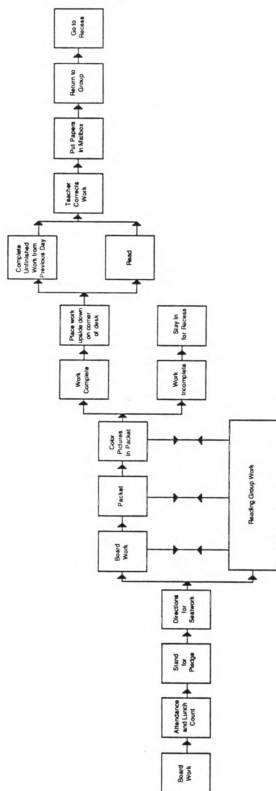 Board
Work
Attendance
and Lunch
Count
Stand
for
Pledge
Directions
for
Seatwork
Board
Work
Packet
Color
Pictures
In Packet
Reading Group Work
Work
Complete
Place work
upside down
on corner
of desk
Work
Incomplete
Stay In
for Recess
Complete
Unfinished
Work from
Previous Day
Read
Teacher
Corrects
Work
Put Papers
In Mailbox
Return to
Group
Go to
Recess